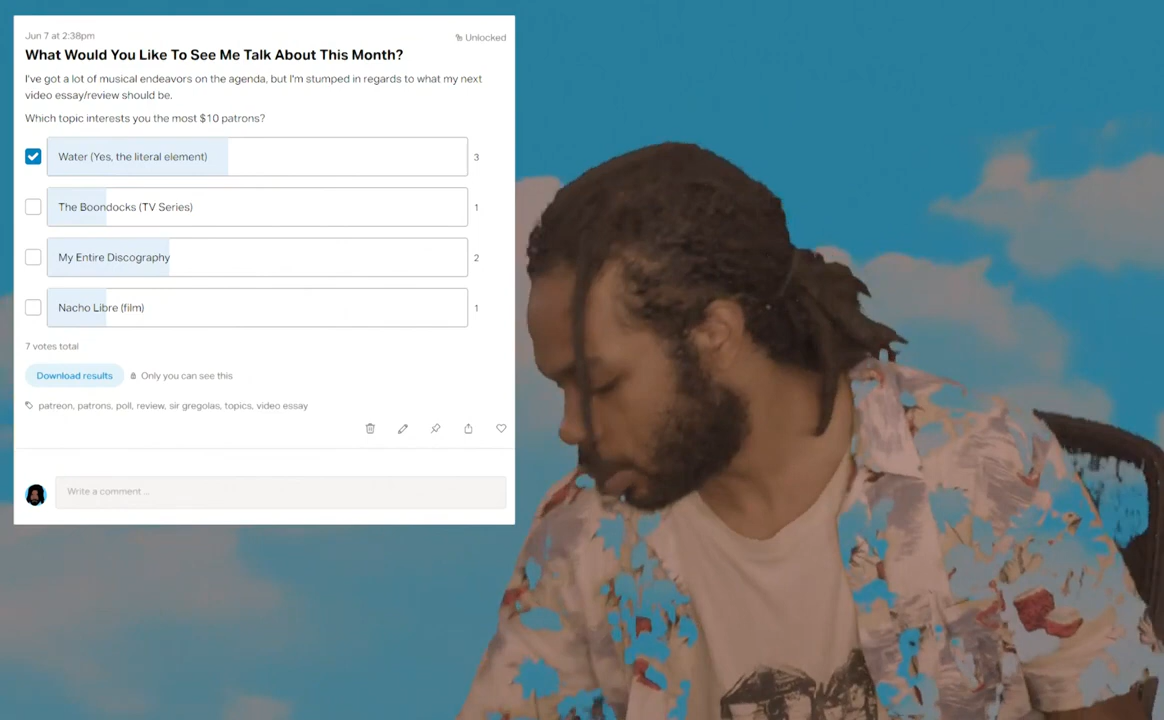 Jun 7 at 2:38pm
Unlocked
What Would You Like To See Me Talk About This Month?
I've got a lot of musical endeavors on the agenda, but I'm stumped in regards to what my next
video essay/review should be.
Which topic interests you the most $10 patrons?
Water (Yes, the literal element)
3
The Boondocks (TV Series)
1
My Entire Discography
2
Nacho Libre (film)
1
7 votes total
Download results
Only you can see this
patreon, patrons, poll, review, sir gregolas, topics, video essay
Write a comment ...